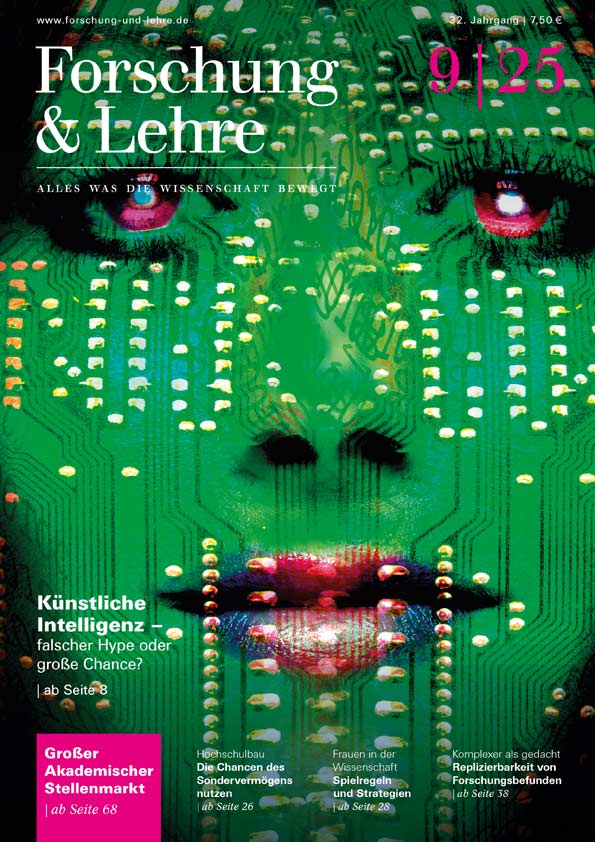 www.forschung-und-lehre.de
32. Jahrgang | 7,50 €
Forschung
& Lehre
9|25
ALLES WAS DIE WISSENSCHAFT BEWEGT
Künstliche
Intelligenz –
falscher Hype oder
große Chance?
| ab Seite 8
Großer
Akademischer
Stellenmarkt
| ab Seite 68
Hochschulbau
Die Chancen des
Sondervermögens
nutzen
| ab Seite 26
Frauen in der
Wissenschaft
Spielregeln
und Strategien
| ab Seite 28
Komplexer als gedacht
Replizierbarkeit von
Forschungsbefunden
| ab Seite 38